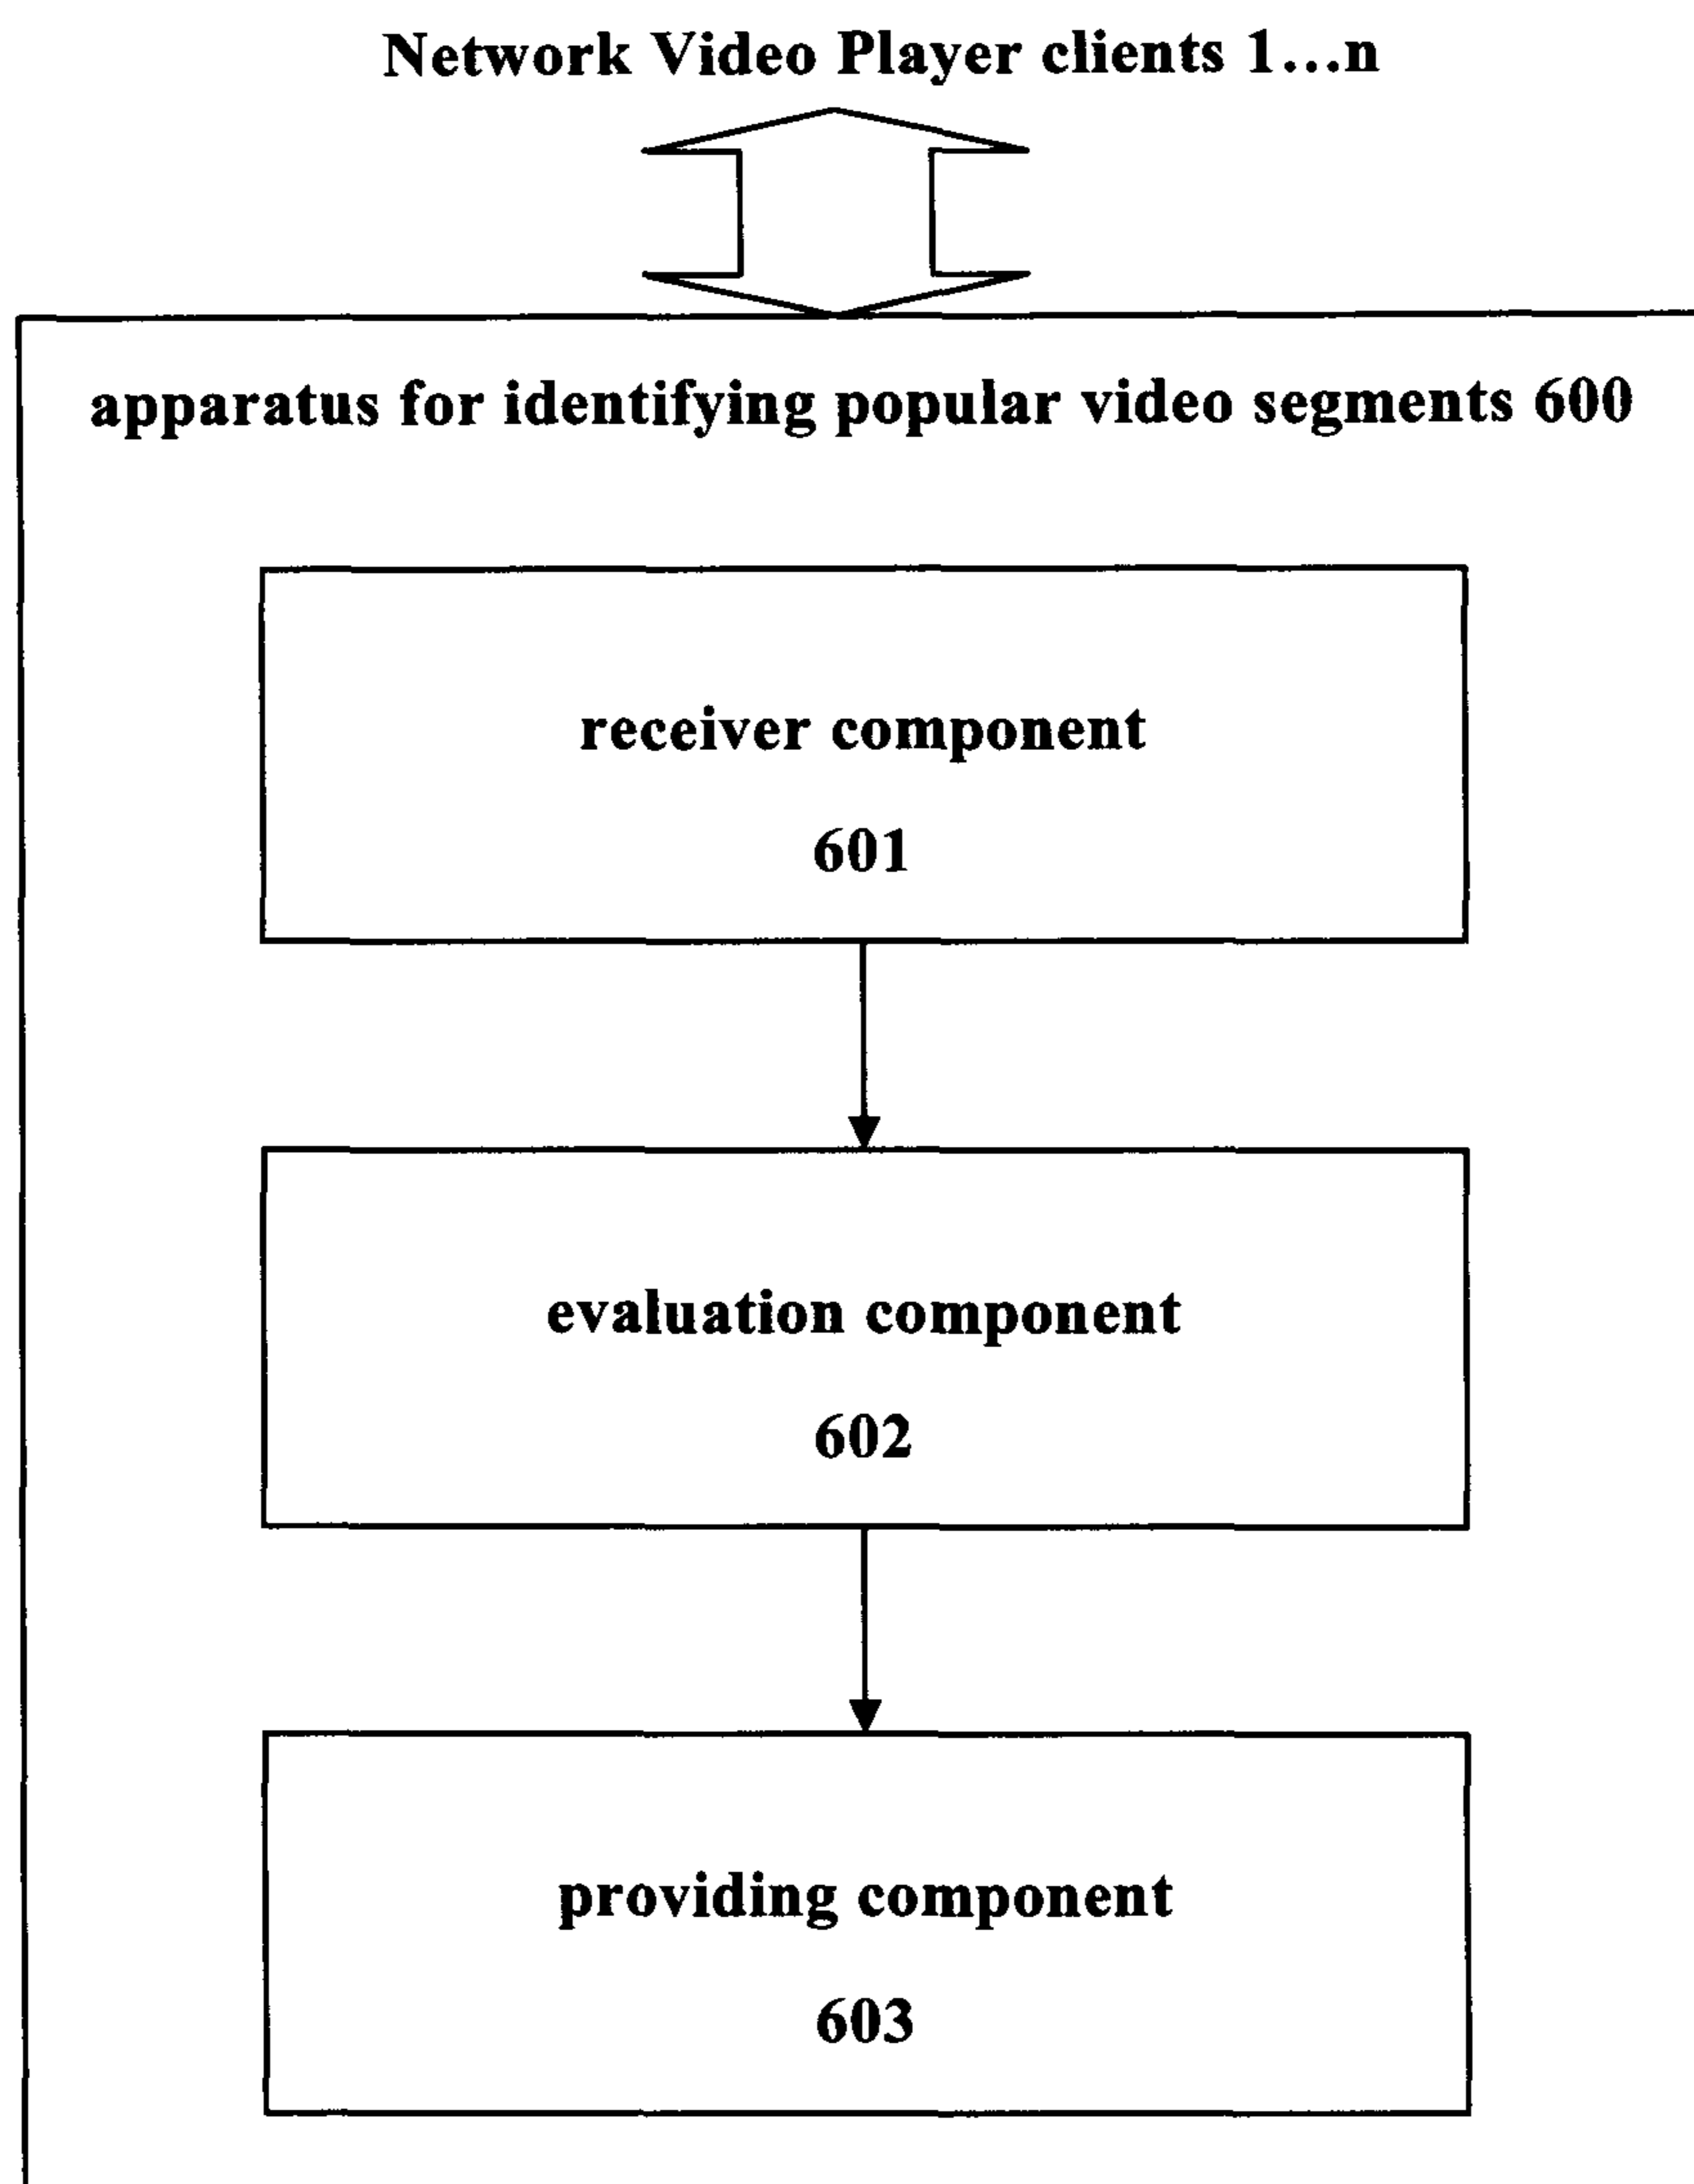 Network Video Player clients 1...n
apparatus for identifying popular video segments 600
receiver component
601
evaluation component
602
providing component
603